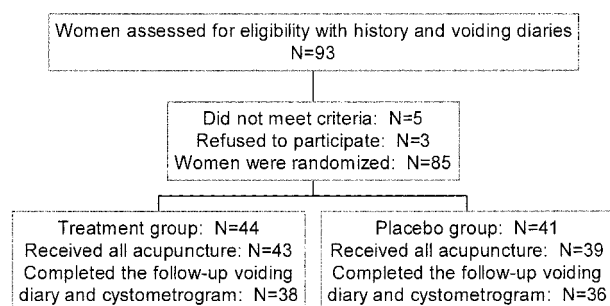 Women assessed for eligibility with history and voiding diaries
N=93
Did not meet criteria: N=5
Refused to participate: N=3
Women were randomized: N=85
Treatment group: N=44
Received all acupuncture: N=43
Completed the follow-up voiding
diary and cystometrogram: N=38
Placebo group: N=41
Received all acupuncture: N=39
Completed the follow-up voiding
diary and cystometrogram: N=36